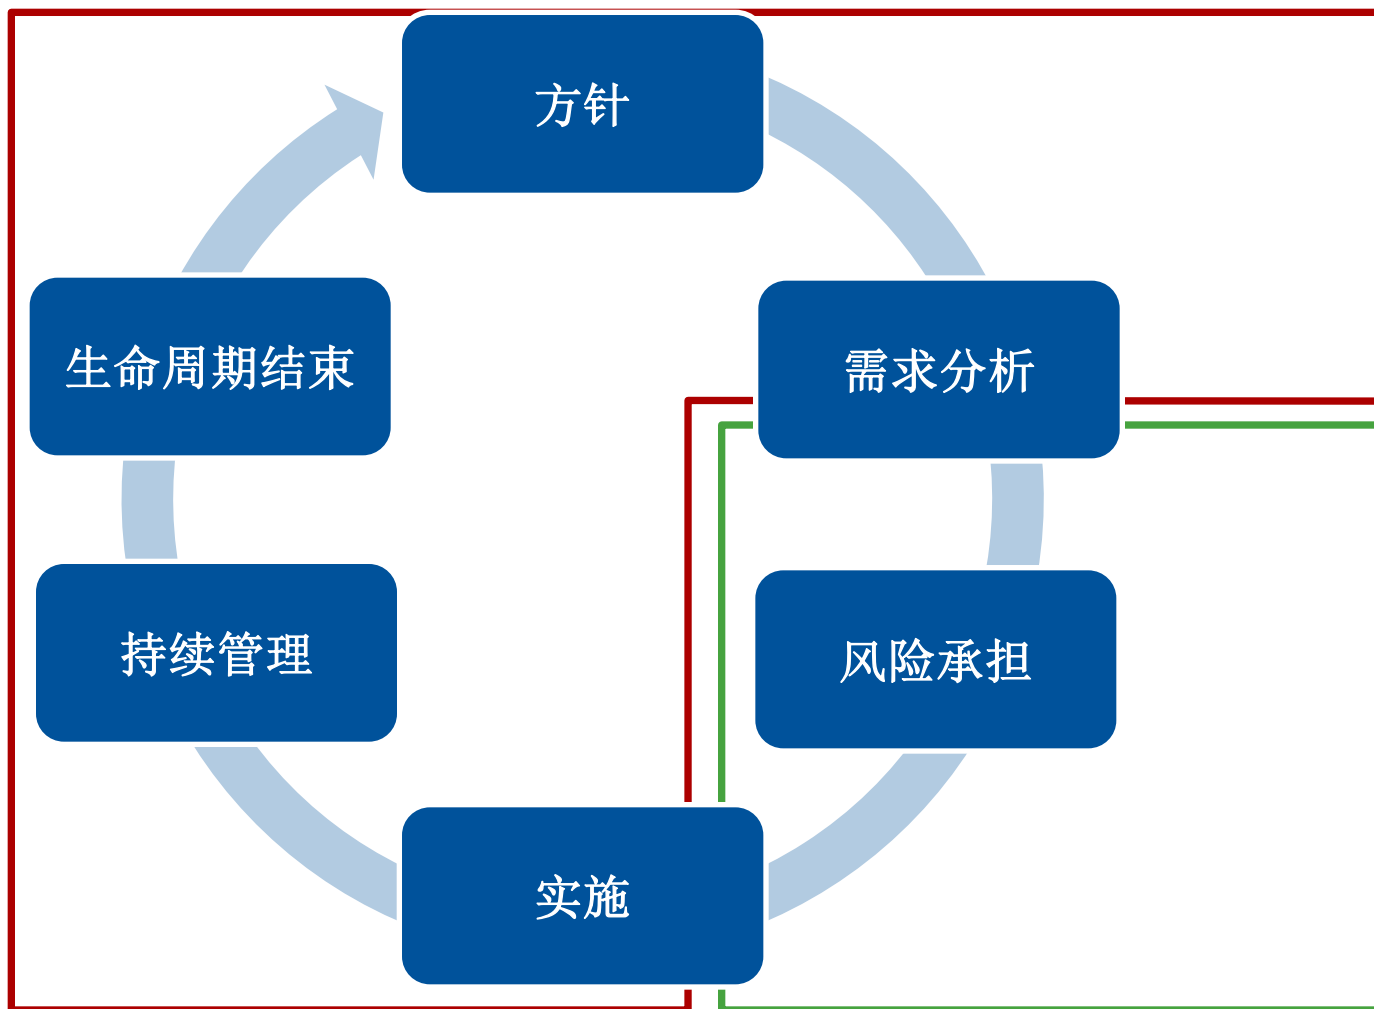 方针
需求分析
风险承担
实施
持续管理
生命周期结束